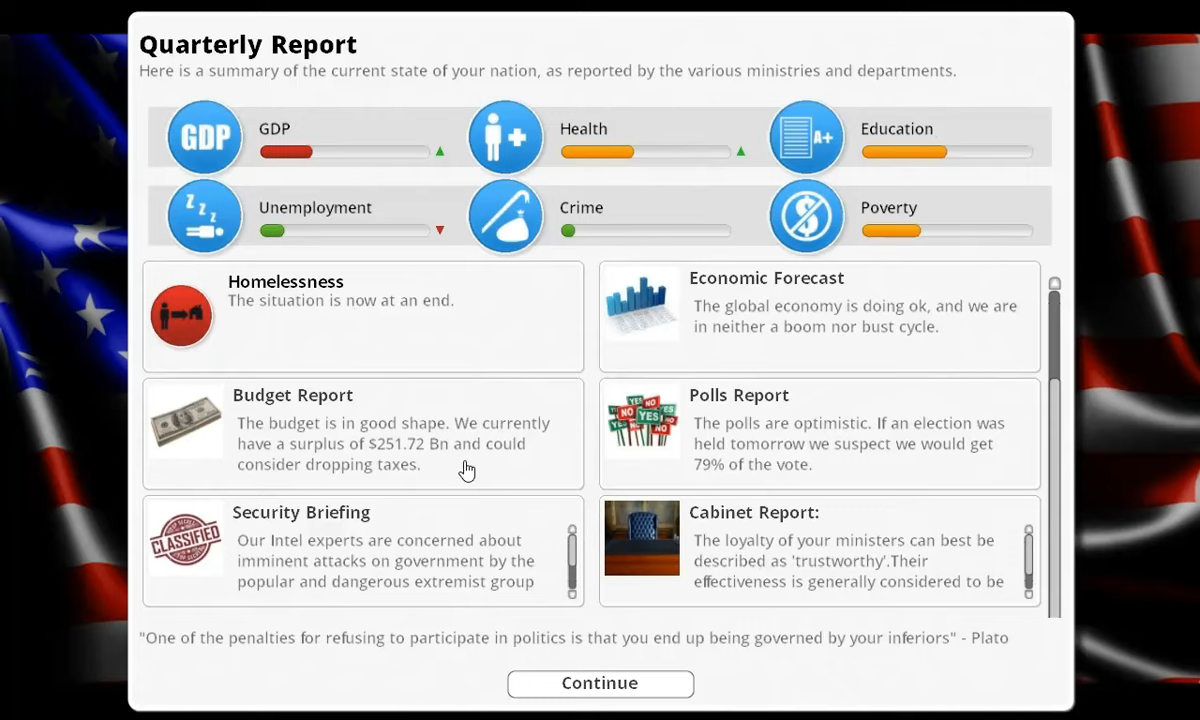 Quarterly Report
Here is a summary of the current state of your nation, as reported by the various ministries and departments.
GDP
GDP
Health
A+
Education
Z Z Z
Unemployment
Crime
Poverty
Homelessness
The situation is now at an end.
Economic Forecast
The global economy is doing ok, and we are
in neither a boom nor bust cycle.
Budget Report
The budget is in good shape. We currently
have a surplus of $251.72 Bn and could
consider dropping taxes.
YES NO YES
NO YES NO
NO
Polls Report
The polls are optimistic. If an election was
held tomorrow we suspect we would get
79% of the vote.
CLASSIFIED
Security Briefing
Our Intel experts are concerned about
imminent attacks on government by the
popular and dangerous extremist group
Cabinet Report:
The loyalty of your ministers can best be
described as 'trustworthy'.Their
effectiveness is generally considered to be
"One of the penalties for refusing to participate in politics is that you end up being governed by your inferiors" - Plato
Continue